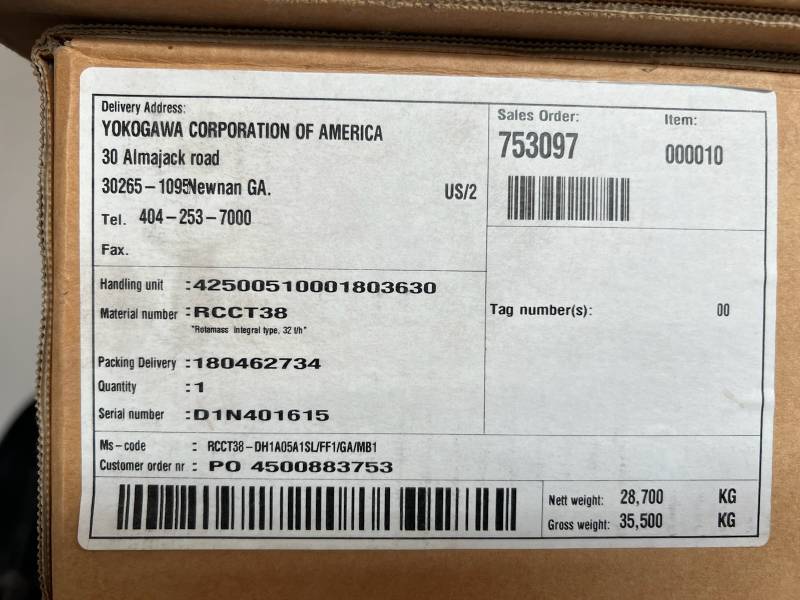 Delivery Address:
YOKOGAWA CORPORATION OF AMERICA
30 Almajack road
30265-1095Newnan GA.
US/2
Tel. 404-253-7000
Fax.
Sales Order:
753097
Item:
000010
Handling unit :42500510001803630
Material number :RCCT38
"Rotamass integral type, 32 t/h"
Packing Delivery :180462734
Quantity :1
Serial number :D1N401615
Tag number(s): 00
Ms-code : RCCT38-DH1A05A1SL/FF1/GA/MB1
Customer order nr : PO 4500883753
Nett weight: 28,700 KG
Gross weight: 35,500 KG